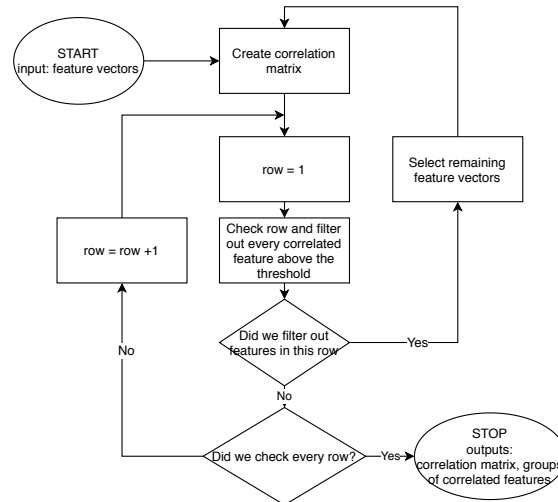 START
input: feature vectors
Create correlation
matrix
row = 1
Select remaining
feature vectors
Check row and filter
out every correlated
feature above the
threshold
row = row +1
Did we filter out
features in this row
Yes
No
No
Did we check every row?
Yes
STOP
outputs:
correlation matrix, groups
of correlated features